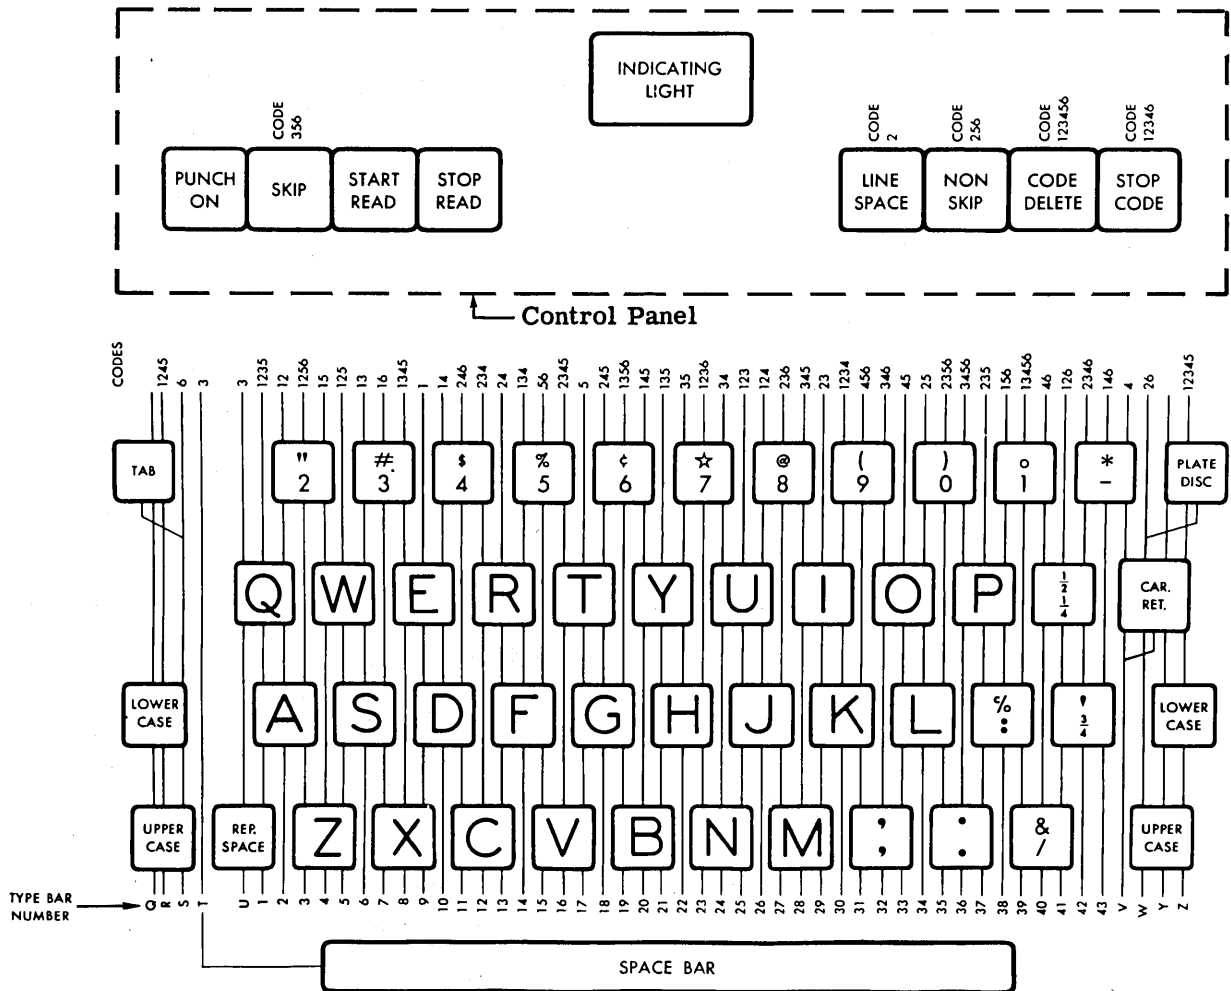 INDICATING
LIGHT
CODE
356
CODE
2
CODE
256
CODE
123456
CODE
12346
PUNCH
ON
SKIP
START
READ
STOP
READ
LINE
SPACE
NON
SKIP
CODE
DELETE
STOP
CODE
Control Panel
CODES 1245 6 3 3 1235 12 1256 15 125 13 16 1345 1 14 246 234 24 134 56 2345 5 245 1356 145 135 35 1236 34 123 124 236 345 23 1234 456 346 45 25 2356 3456 235 156 13456 46 126 2346 146 4 26 12345
TAB
" 2
# 3
$ 4
% 5
¢ 6
☆ 7
@ 8
( 9
) 0
o 1
* -
PLATE
DISC
Q W E R T Y U I O P ½ ¼
CAR.
RET.
LOWER
CASE
A S D F G H J K L ℅ : , ¾
LOWER
CASE
UPPER
CASE
REP.
SPACE
Z X C V B N M , ; . . & /
UPPER
CASE
TYPE BAR
NUMBER
Q R S T U 1 2 3 4 5 6 7 8 9 10 11 12 13 14 15 16 17 18 19 20 21 22 23 24 25 26 27 28 29 30 31 32 33 34 35 36 37 38 39 40 41 42 43 V W Y Z
SPACE BAR